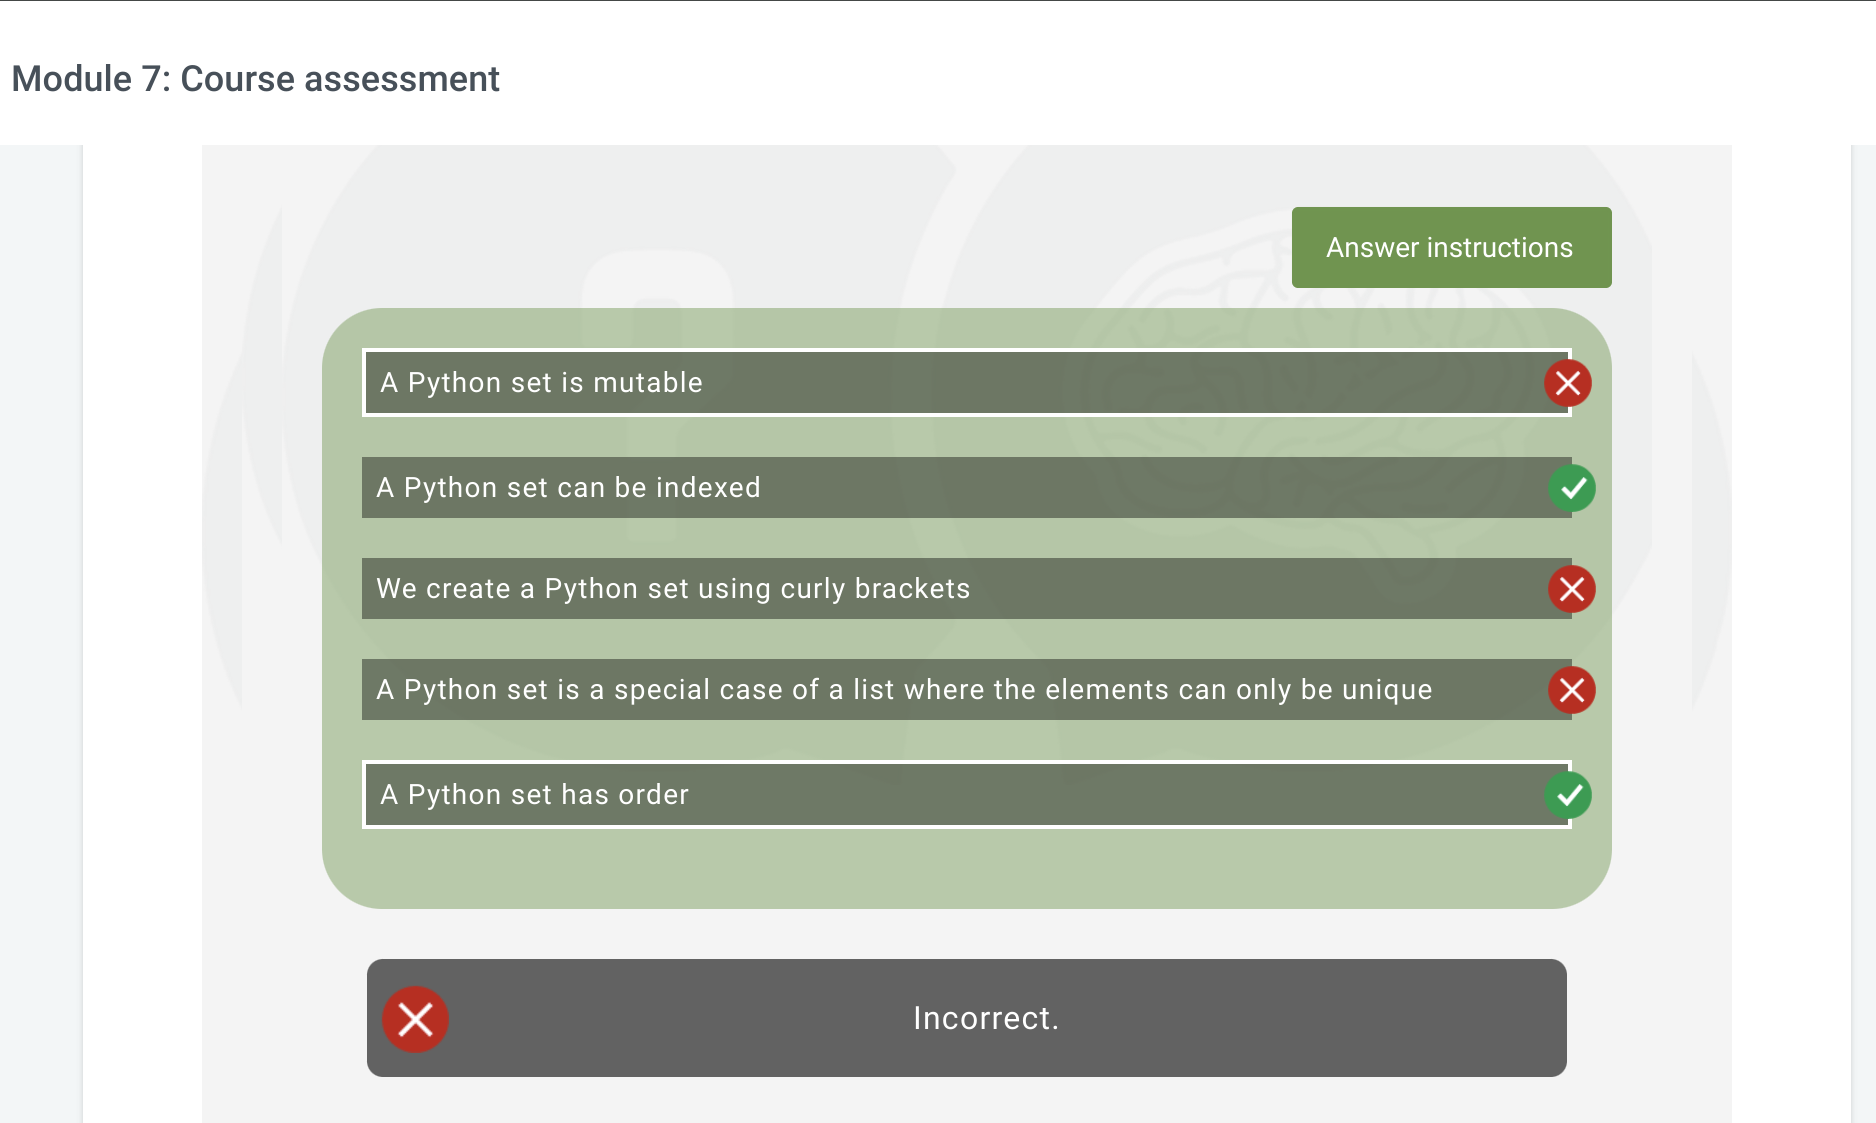 Module 7: Course assessment
Answer instructions
A Python set is mutable
A Python set can be indexed
We create a Python set using curly brackets
A Python set is a special case of a list where the elements can only be unique
A Python set has order
Incorrect.